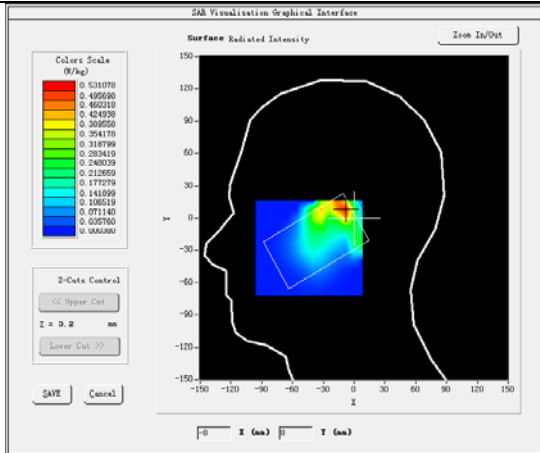 SAR Visualisation Graphical Interface
Surface Radiated Intensity
Zoom In/Out
Colors Scale
(W/kg)
0.531078
0.495698
0.460318
0.424938
0.389558
0.354178
0.318799
0.283419
0.248039
0.212659
0.177279
0.141899
0.106519
0.071140
0.035760
0.000380
150
120
90
60
30
0
-30
-60
-90
-120
-150
Y
-150 -120 -90 -60 -30 0 30 60 90 120 150
X
Z-Cuts Control
<< Upper Cut
Z = 3.2 mm
Lower Cut >>
SAVE Cancel
-8 X (mm) 8 Y (mm)